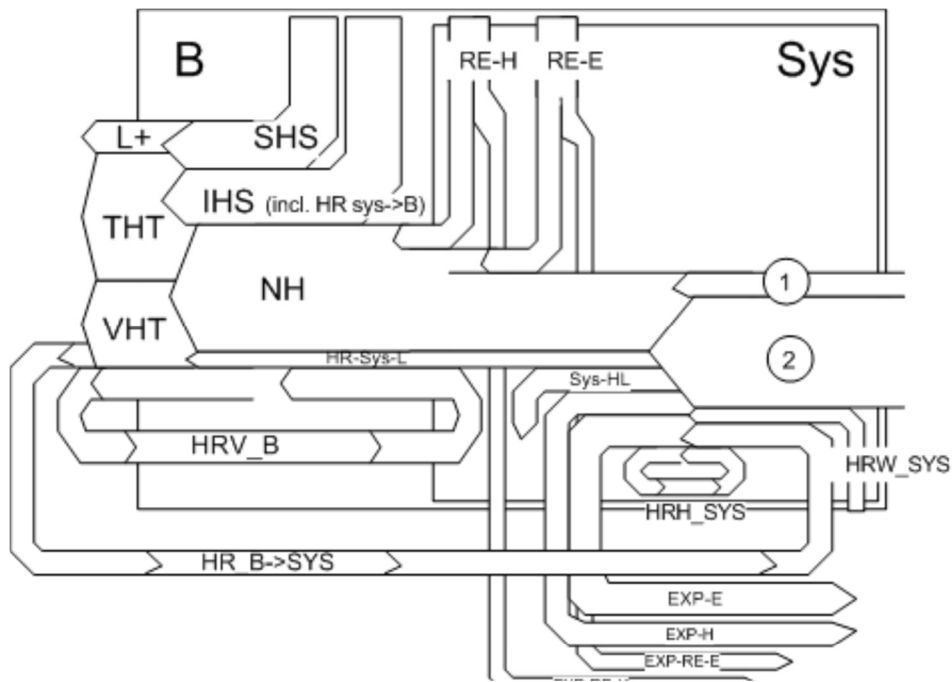 B
RE-H
RE-E
Sys
L+
SHS
IHS (incl. HR sys->B)
THT
NH
1
VHT
HR-Sys-L
2
Sys-HL
HRV_B
HRW_SYS
HRH_SYS
HR_B->SYS
EXP-E
EXP-H
EXP-RE-E